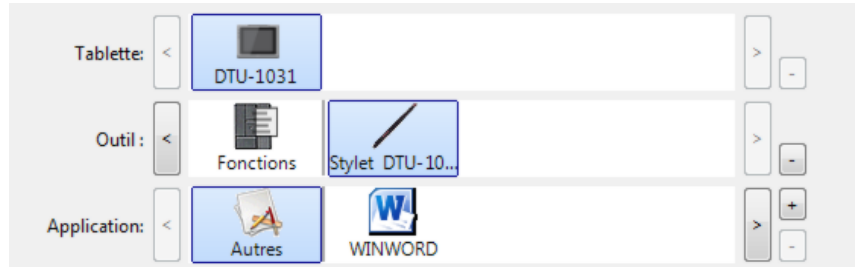 Tablette: < DTU-1031 > -
Outil : < Fonctions Stylet DTU-10... > -
Application: < Autres WINWORD > + -